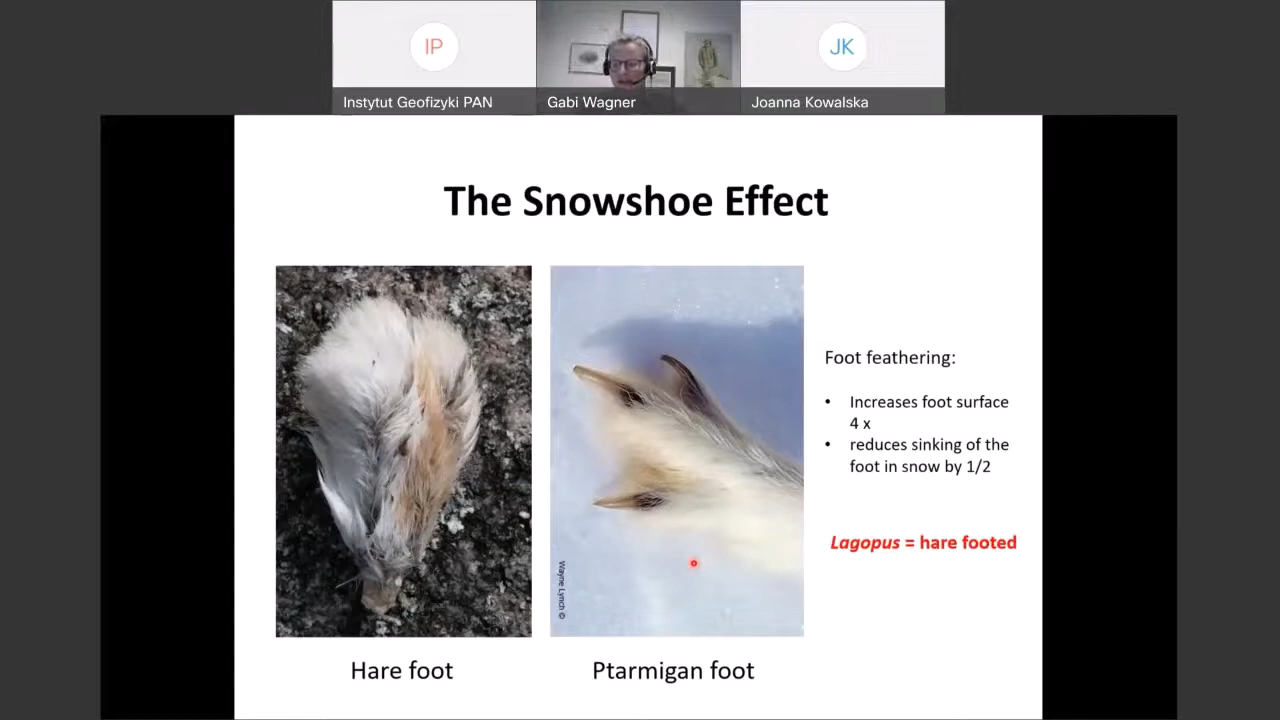 IP
JK
Instytut Geofizyki PAN
Gabi Wagner
Joanna Kowalska
The Snowshoe Effect
Foot feathering:
• Increases foot surface
4 x
• reduces sinking of the
foot in snow by 1/2
Lagopus = hare footed
Wayne Lynch ©
Hare foot
Ptarmigan foot